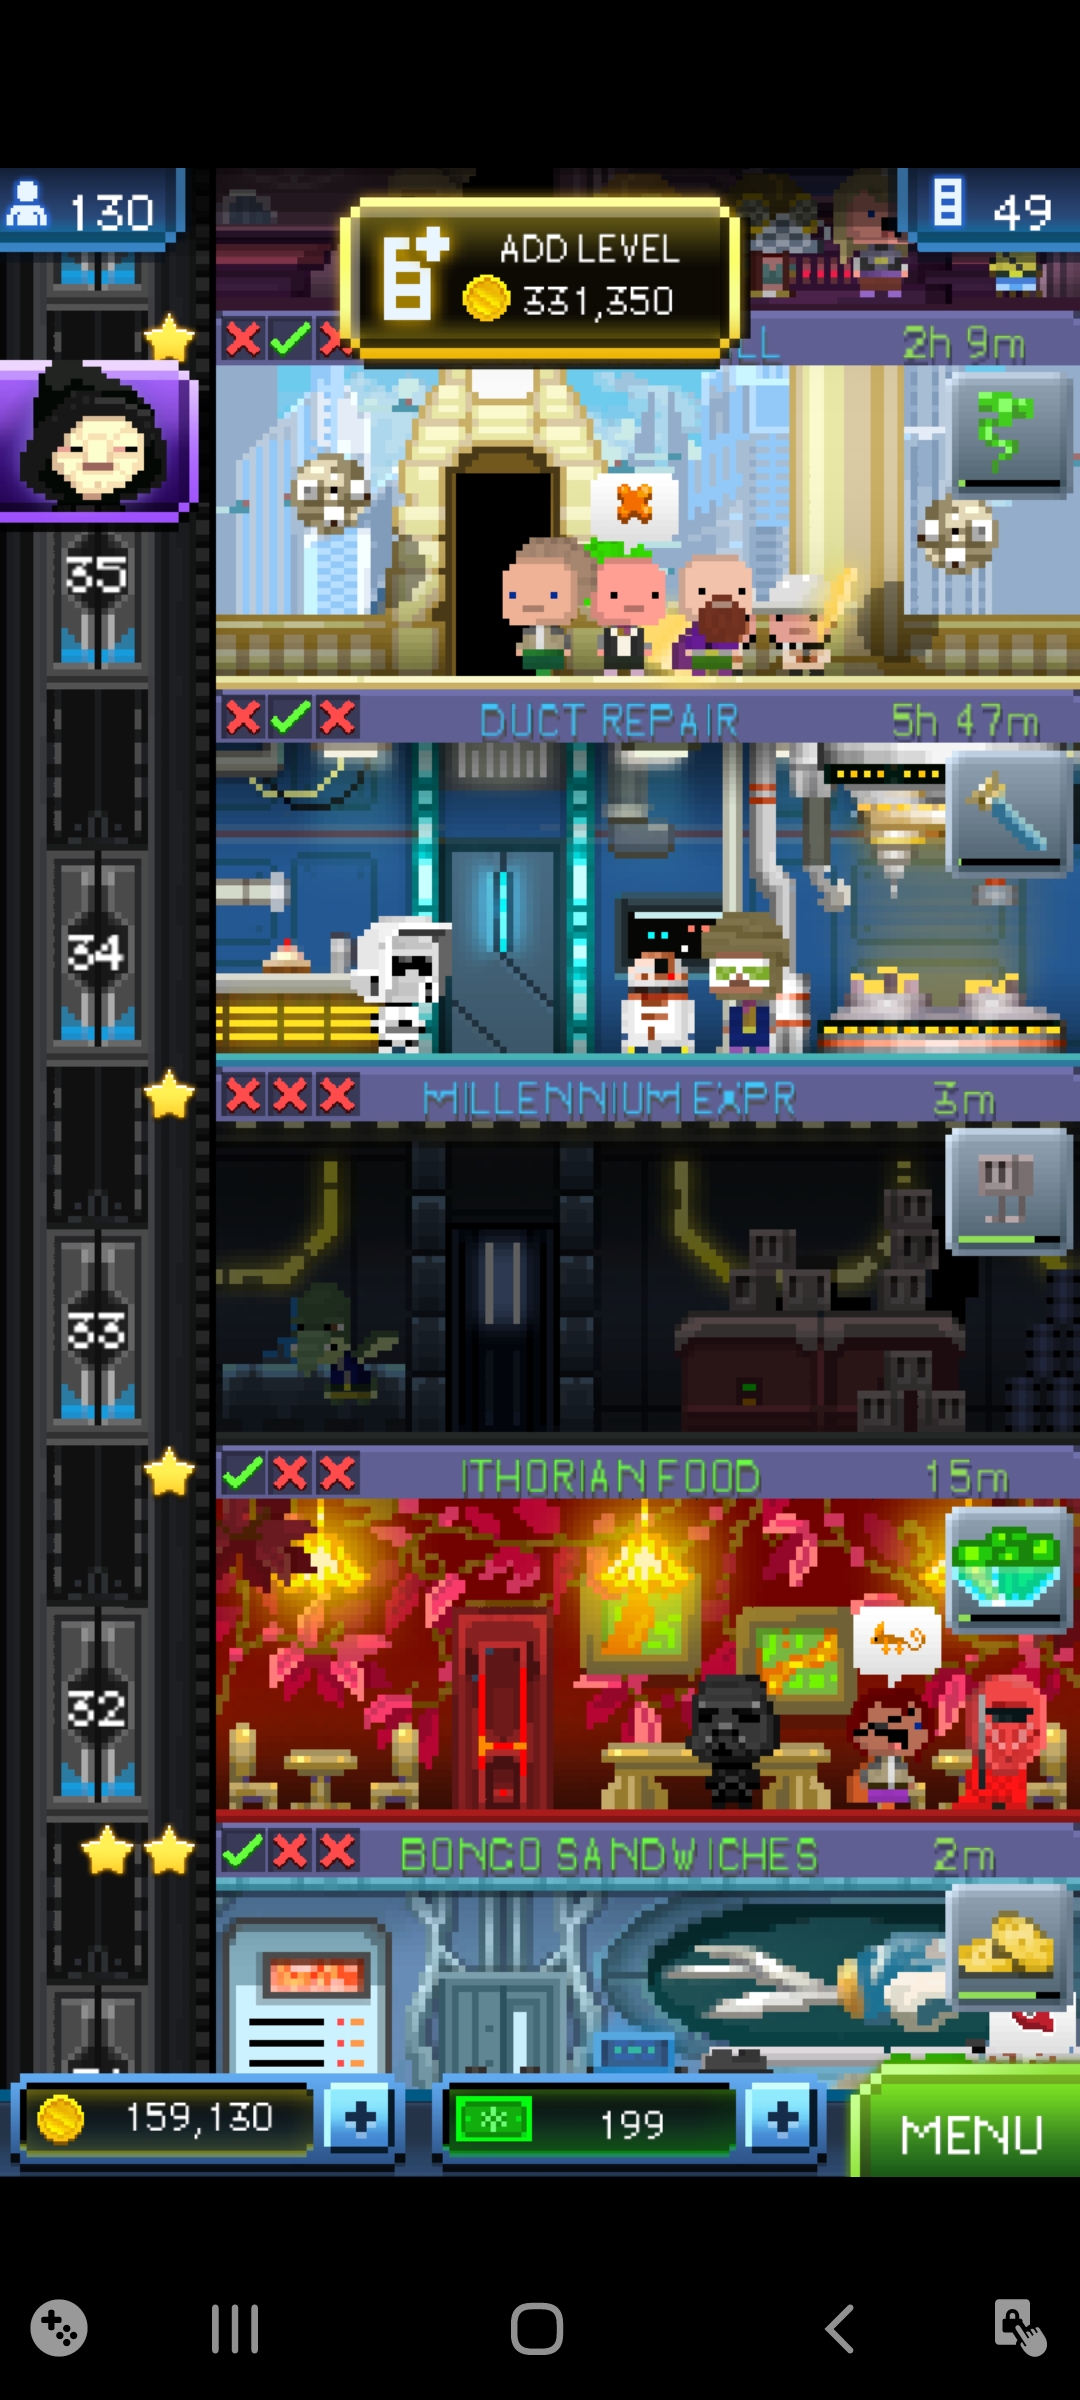 130
49
ADD LEVEL
331,350
LL 2h 9m
35
DUCT REPAIR 5h 47m
34
MILLENNIUM EXPR 3m
33
ITHORIAN FOOD 15m
32
BONGO SANDWICHES 2m
159,130
199
MENU